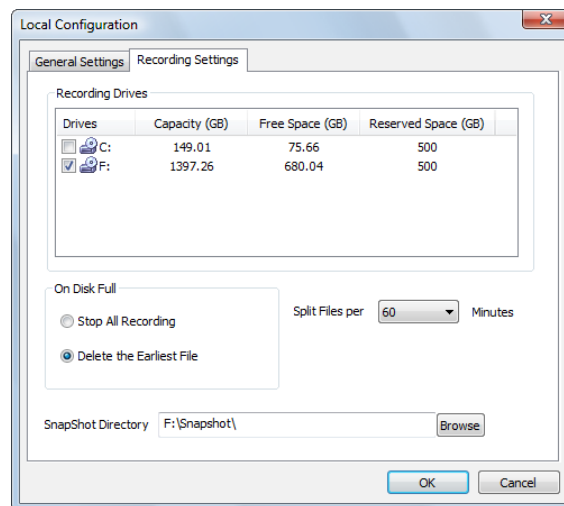 Local Configuration
General Settings Recording Settings
Recording Drives
Drives Capacity (GB) Free Space (GB) Reserved Space (GB)
C: 149.01 75.66 500
F: 1397.26 680.04 500
On Disk Full
Stop All Recording
Delete the Earliest File
Split Files per 60 Minutes
SnapShot Directory F:\Snapshot\ Browse
OK Cancel